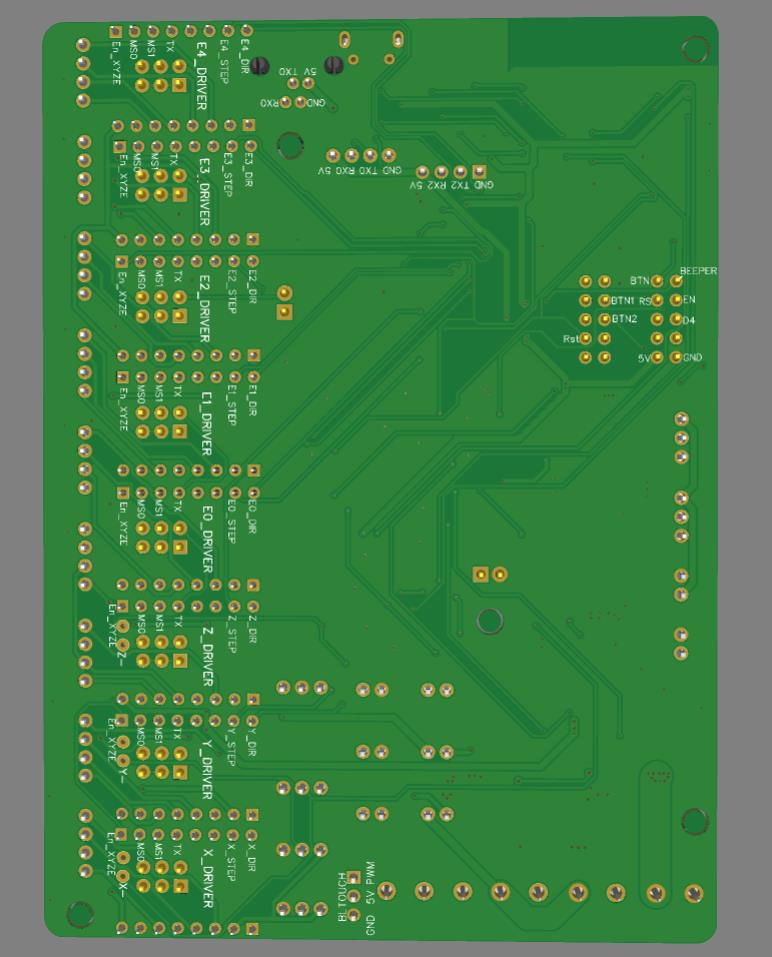 En_XYZE MS0 MS1 TX E4_DRIVER E4_STEP E4_DIR
5V TX0
GND RX0
En_XYZE MS0 MS1 TX E3_DRIVER E3_STEP E3_DIR
GND TX0 RX0 5V
GND TX2 RX2 5V
En_XYZE MS0 MS1 TX E2_DRIVER E2_STEP E2_DIR
BEEPER
BTN
BTN1 RS EN
BTN2 D4
Rst
5V GND
En_XYZE MS0 MS1 TX E1_DRIVER E1_STEP E1_DIR
En_XYZE MS0 MS1 TX E0_DRIVER E0_STEP E0_DIR
En_XYZE Z- MS0 MS1 TX Z_DRIVER Z_STEP Z_DIR
En_XYZE Y- MS0 MS1 TX Y_DRIVER Y_STEP Y_DIR
En_XYZE X- MS0 MS1 TX X_DRIVER X_STEP X_DIR
BLTOUCH
GND 5V PWM